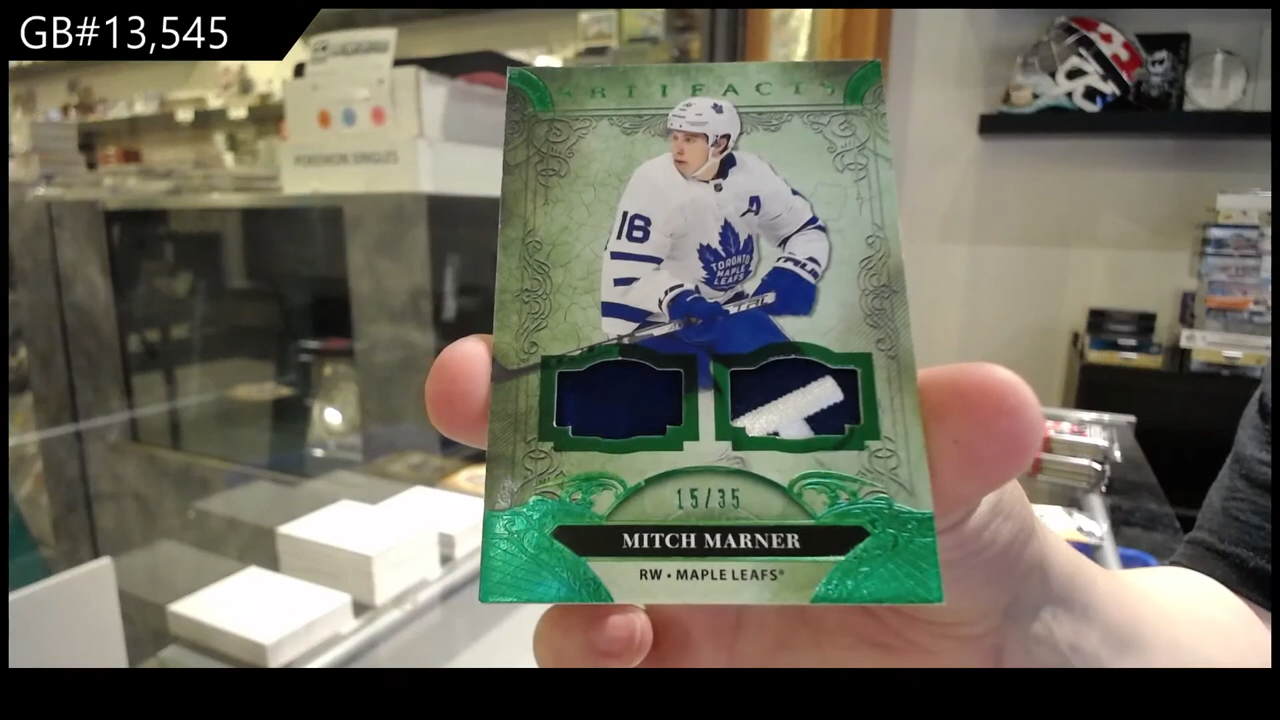 GB#13,545
POKEMON SINGLES
ARTIFACTS
16
A
TORONTO
MAPLE
LEAFS
15/35
MITCH MARNER
RW • MAPLE LEAFS®